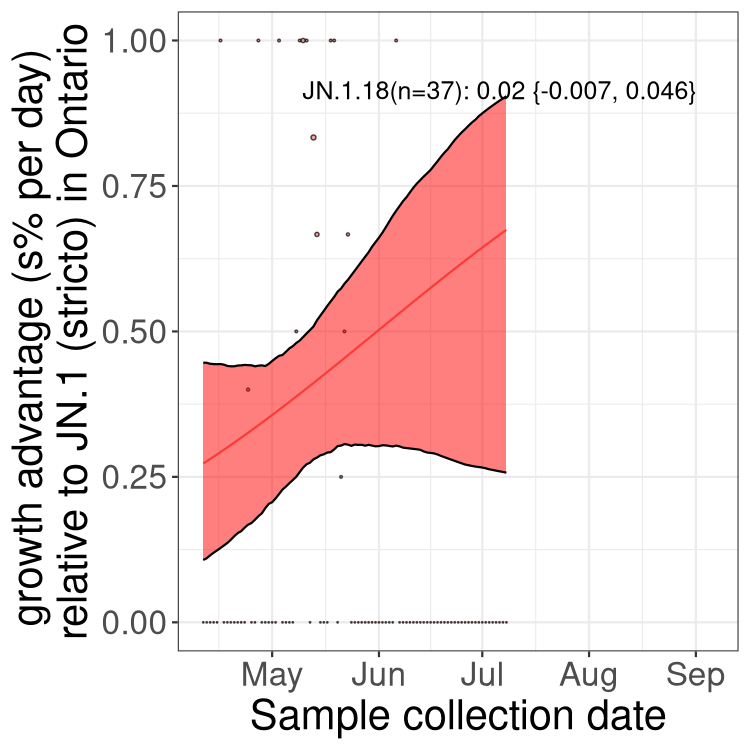 growth advantage (s% per day)
relative to JN.1 (stricto) in Ontario
1.00
0.75
0.50
0.25
0.00
JN.1.18(n=37): 0.02 {-0.007, 0.046}
May Jun Jul Aug Sep
Sample collection date